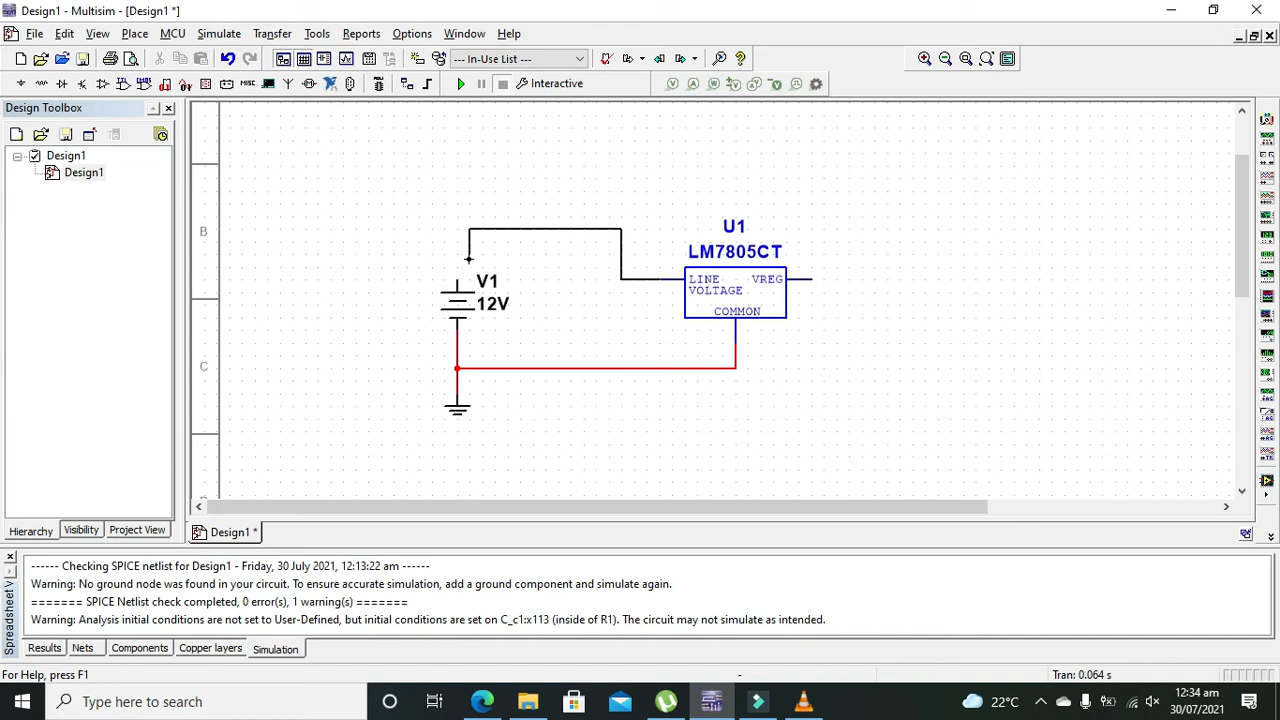 Design1 - Multisim - [Design1 *]
File Edit View Place MCU Simulate Transfer Tools Reports Options Window Help
--- In-Use List ---
Interactive
Design Toolbox
Design1
Design1
B
C
U1
LM7805CT
LINE VREG
VOLTAGE
COMMON
V1
12V
Hierarchy Visibility Project View
Design1 *
Spreadsheet V
------ Checking SPICE netlist for Design1 - Friday, 30 July 2021, 12:13:22 am ------
Warning: No ground node was found in your circuit. To ensure accurate simulation, add a ground component and simulate again.
======= SPICE Netlist check completed, 0 error(s), 1 warning(s) =======
Warning: Analysis initial conditions are not set to User-Defined, but initial conditions are set on C_c1:x113 (inside of R1). The circuit may not simulate as intended.
Results Nets Components Copper layers Simulation
For Help, press F1
-
Tran: 0.064 s
Type here to search
22°C
12:34 am
30/07/2021